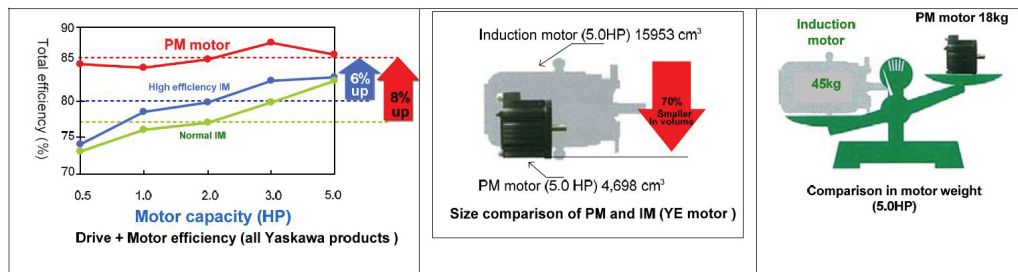 90
85
80
75
70
Total efficiency (%)
PM motor
High efficiency IM
Normal IM
6%
up
8%
up
0.5 1.0 2.0 3.0 5.0
Motor capacity (HP)
Drive + Motor efficiency (all Yaskawa products )
Induction motor (5.0HP) 15953 cm³
70%
Smaller
In volume
PM motor (5.0 HP) 4,698 cm³
Size comparison of PM and IM (YE motor )
PM motor 18kg
Induction
motor
45kg
Comparison in motor weight
(5.0HP)